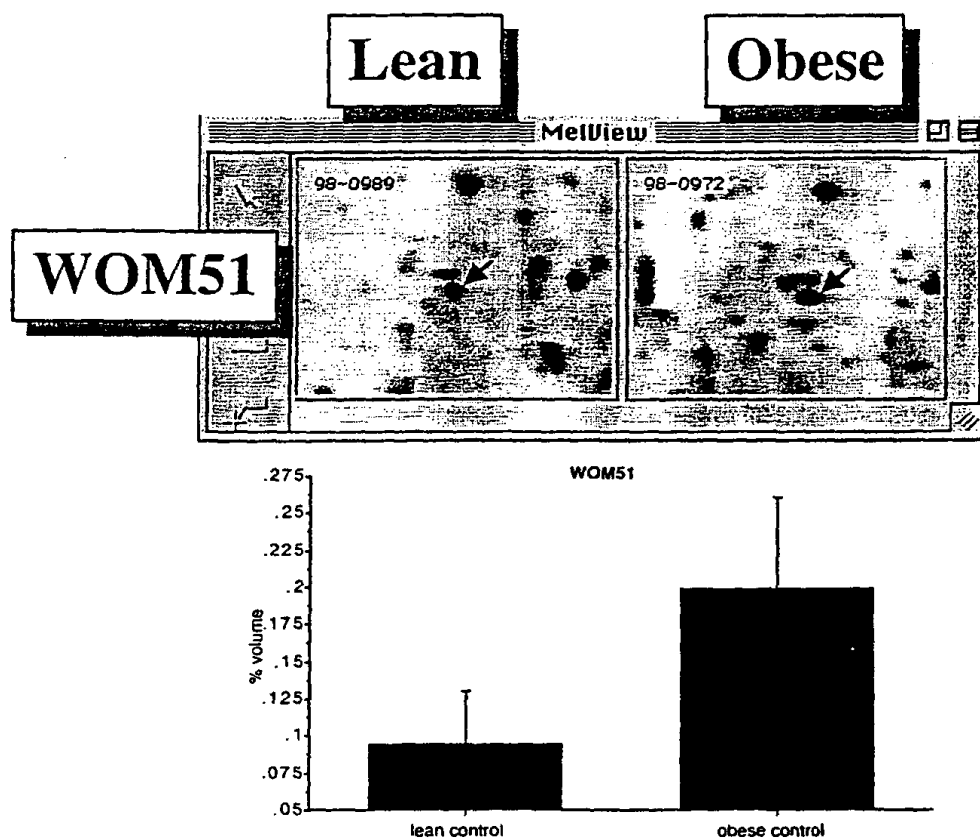 Lean
Obese
MelView
98-0989
98-0972
WOM51
WOM51
.275
.25
.225
.2
.175
.15
.125
.1
.075
.05
% volume
lean control
obese control